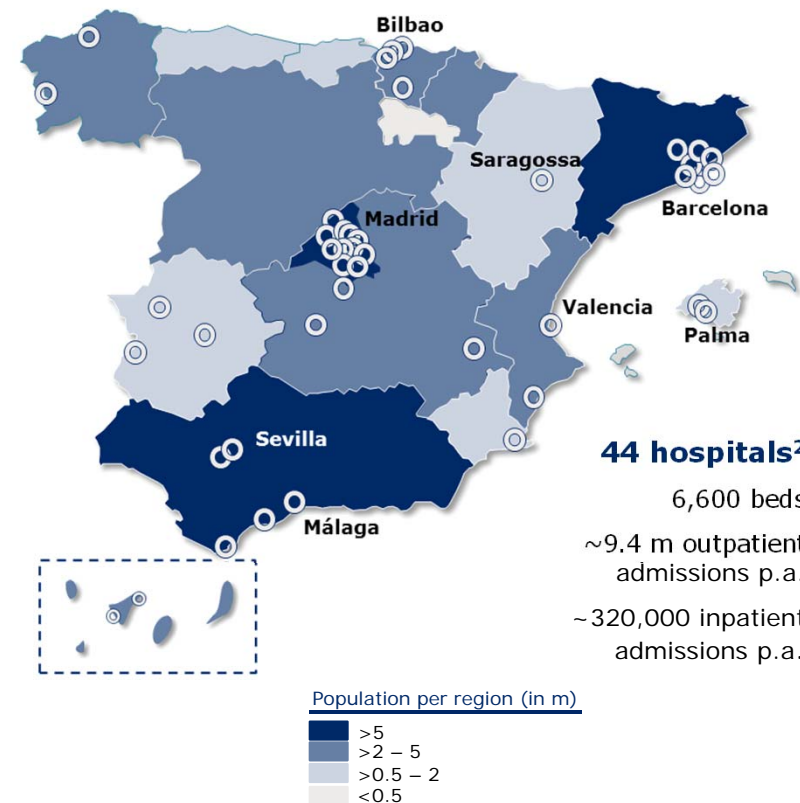 Bilbao
Saragossa
Madrid
Barcelona
Valencia
Palma
Sevilla
Málaga
44 hospitals²
6,600 beds
~9.4 m outpatient
admissions p.a.
~320,000 inpatient
admissions p.a.
Population per region (in m)
>5
>2 – 5
>0.5 – 2
<0.5